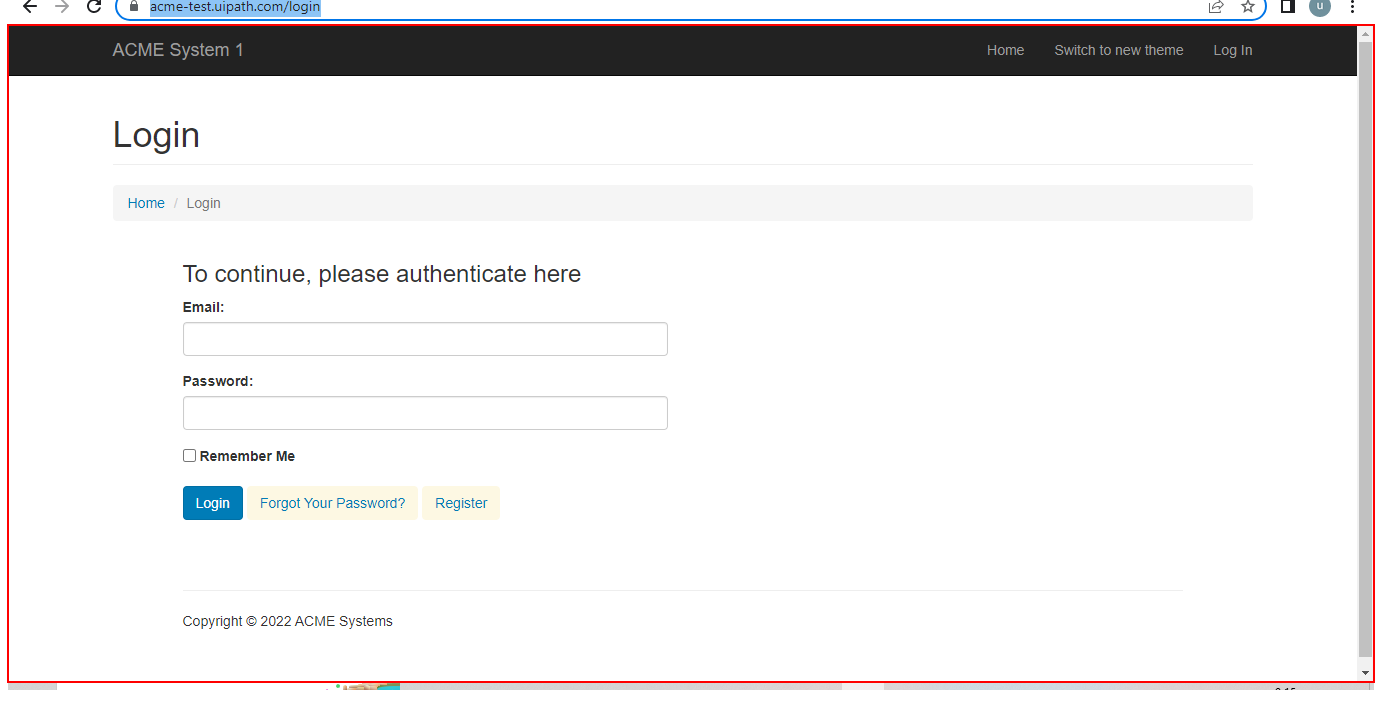 acme-test.uipath.com/login
u
ACME System 1 Home Switch to new theme Log In
Login
Home / Login
To continue, please authenticate here
Email:
Password:
Remember Me
Login Forgot Your Password? Register
Copyright © 2022 ACME Systems